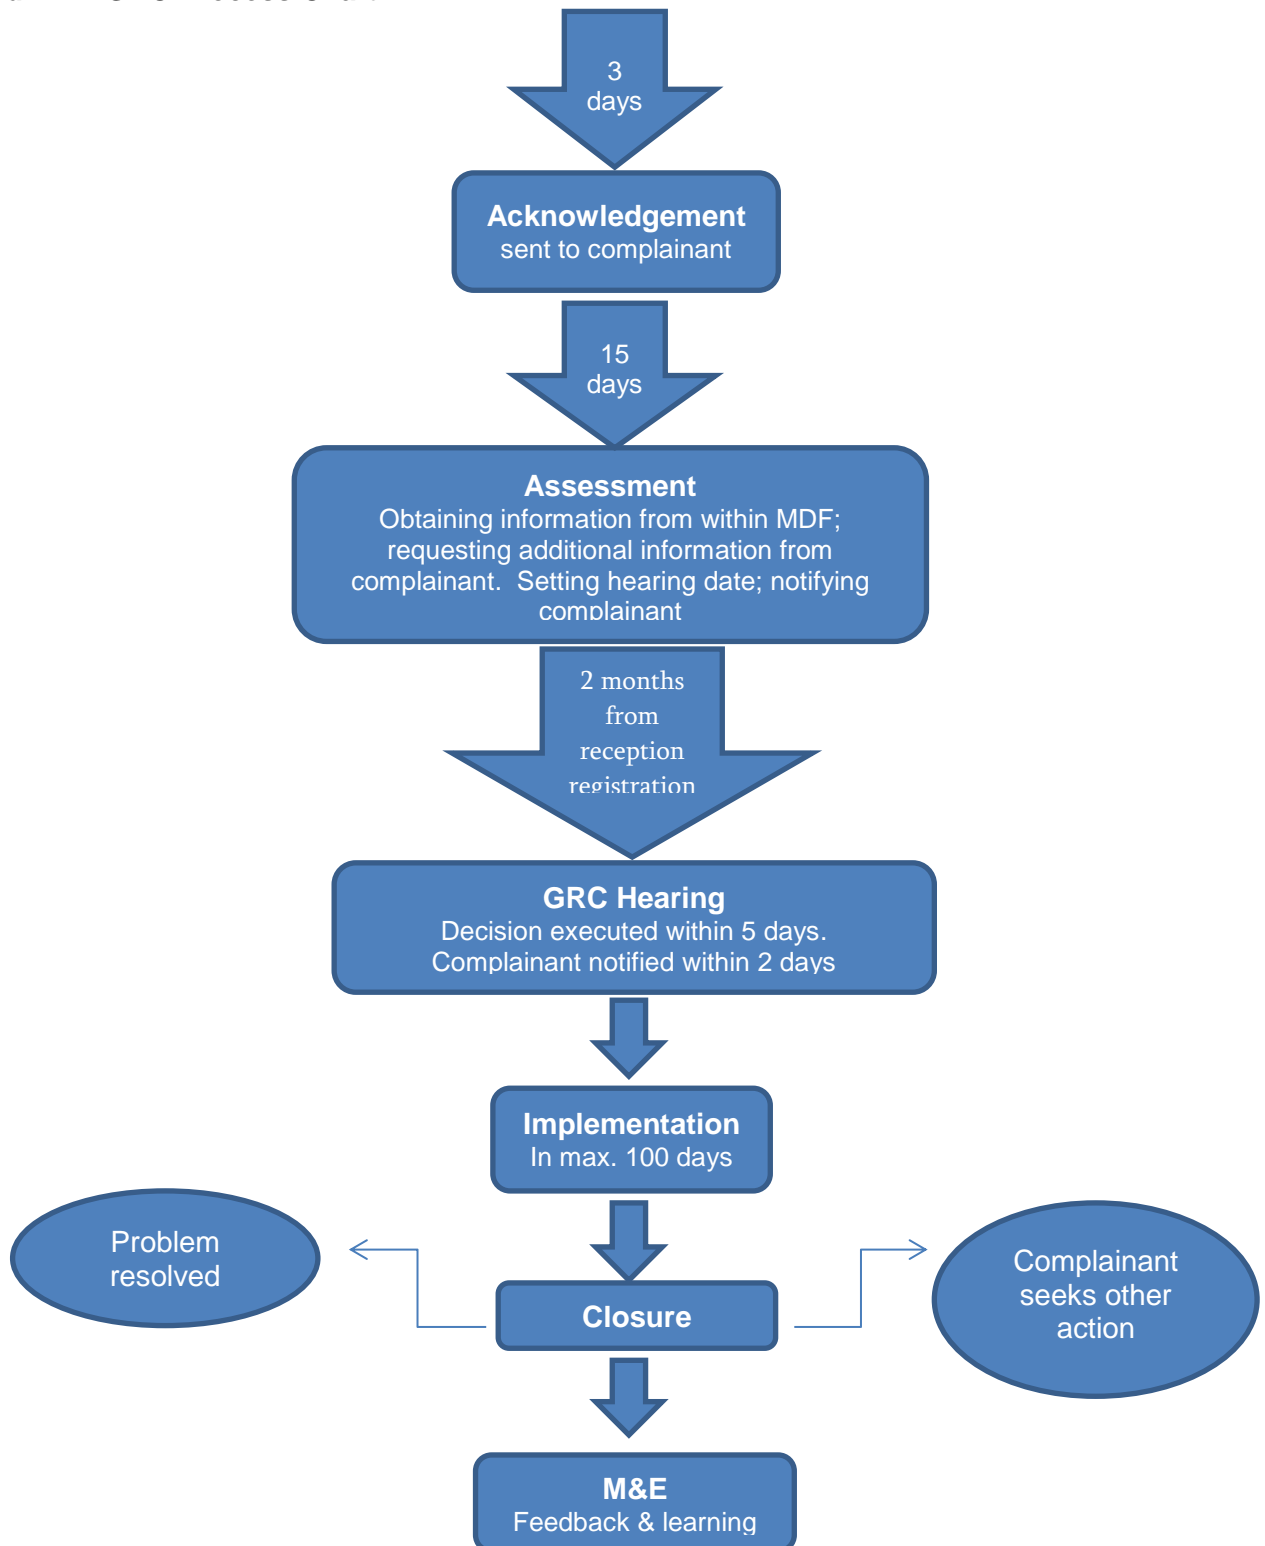 3
days
Acknowledgement
sent to complainant
15
days
Assessment
Obtaining information from within MDF;
requesting additional information from
complainant.  Setting hearing date; notifying
complainant
2 months
from
reception
registration
GRC Hearing
Decision executed within 5 days.
Complainant notified within 2 days
Implementation
In max. 100 days
Problem
resolved
Complainant
seeks other
action
Closure
M&E
Feedback & learning